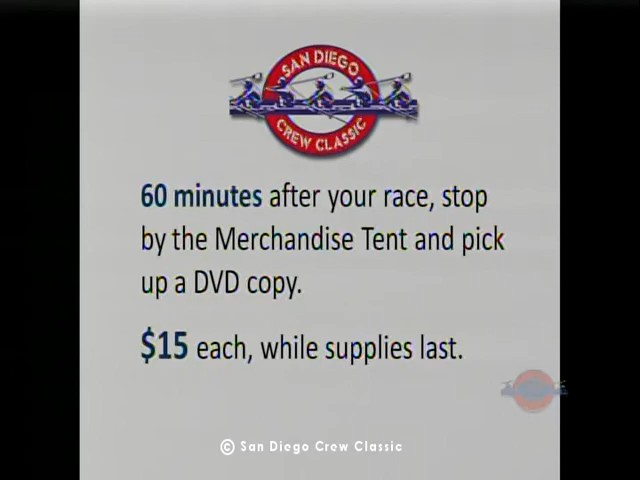 SAN DIEGO
CREW CLASSIC
60 minutes after your race, stop
by the Merchandise Tent and pick
up a DVD copy.
$15 each, while supplies last.
© San Diego Crew Classic